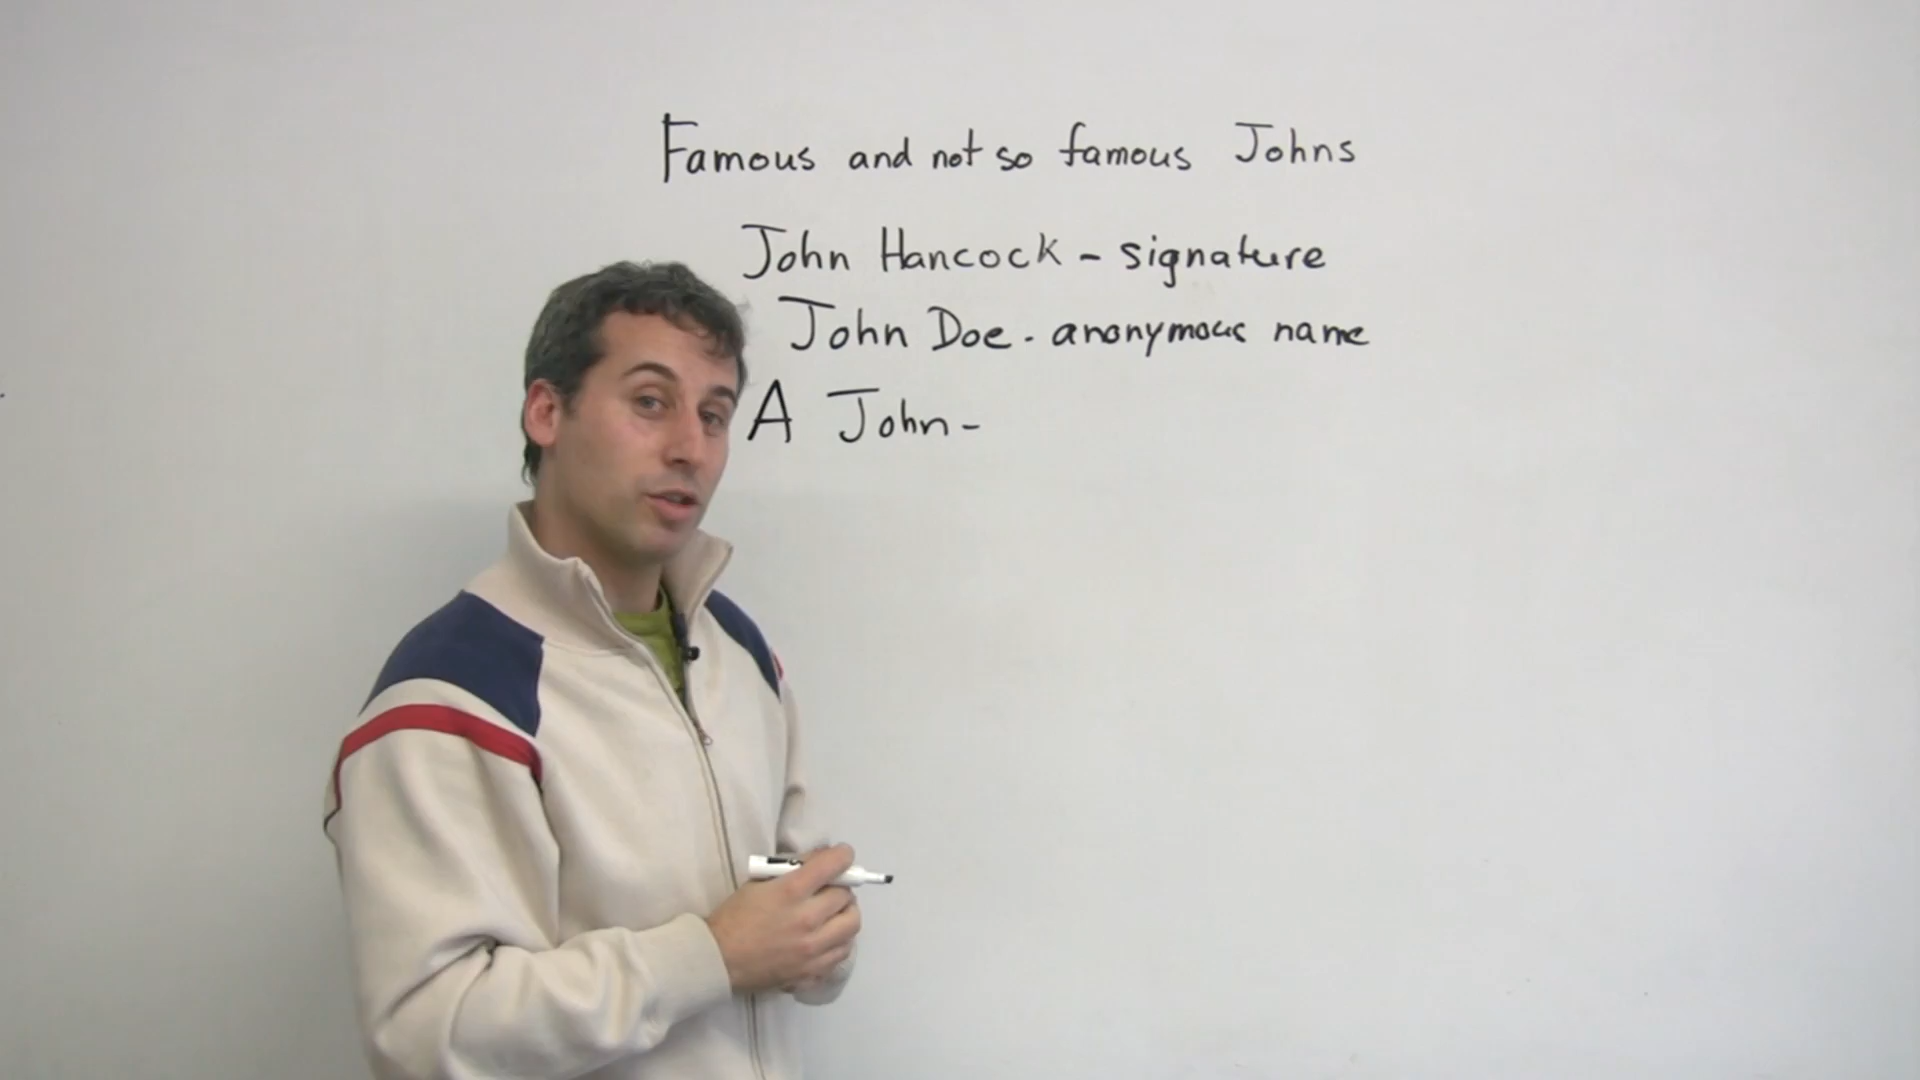 Famous and not so famous Johns
John Hancock - signature
John Doe - anonymous name
A John -